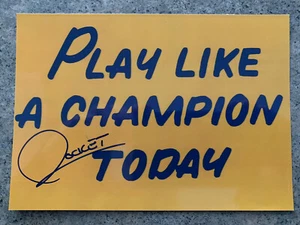 PLAY LIKE
A CHAMPION
TODAY
Rocket